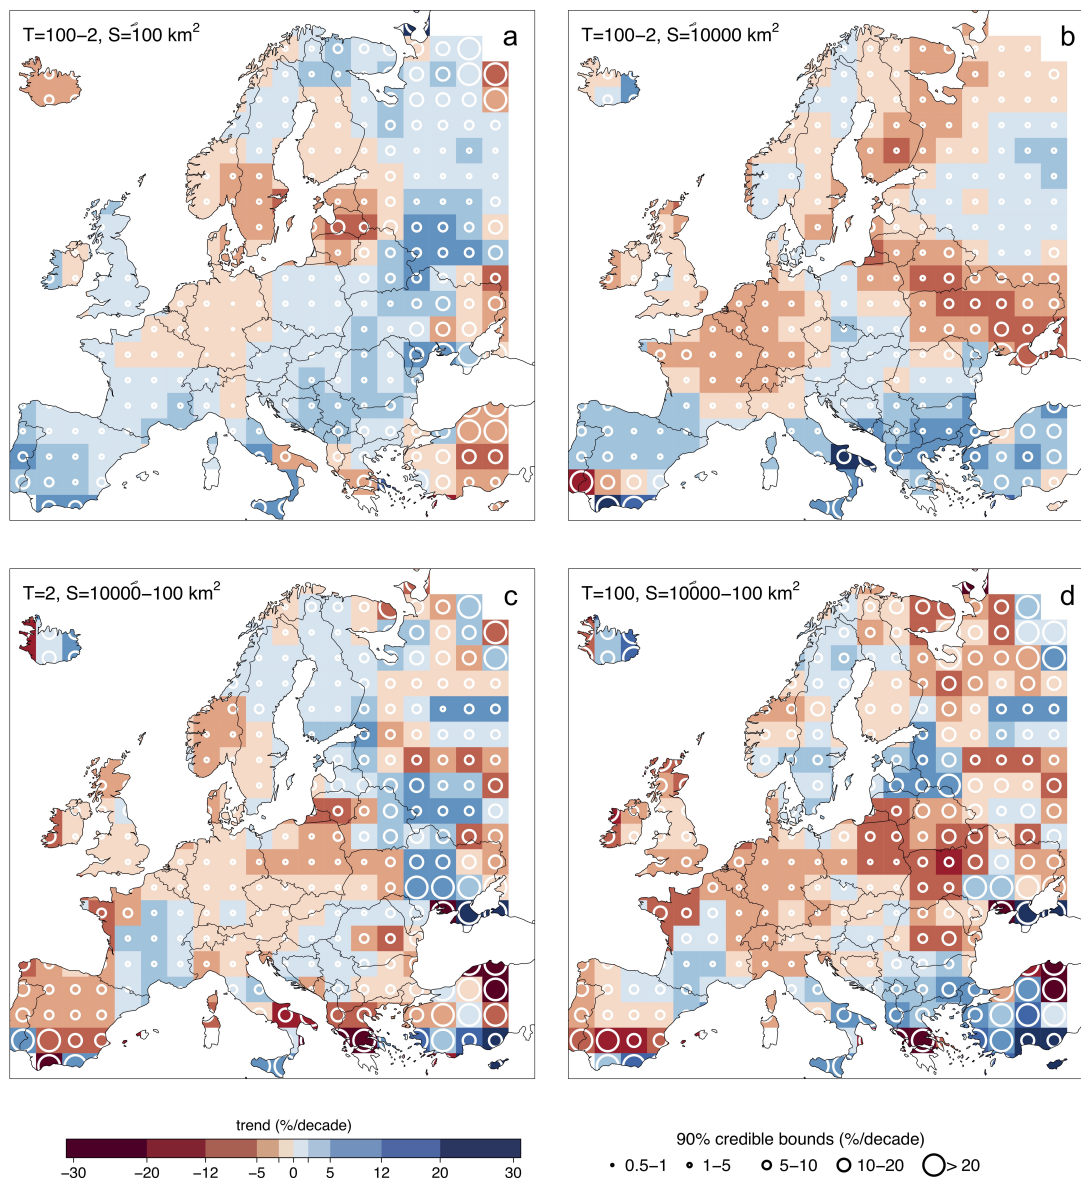 T=100−2, S=100 km²
a
T=100−2, S=10000 km²
b
T=2, S=10000−100 km²
c
T=100, S=10000−100 km²
d
trend (%/decade)
−30 −20 −12 −5 −2 0 2 5 12 20 30
90% credible bounds (%/decade)
0.5−1 1−5 5−10 10−20 > 20